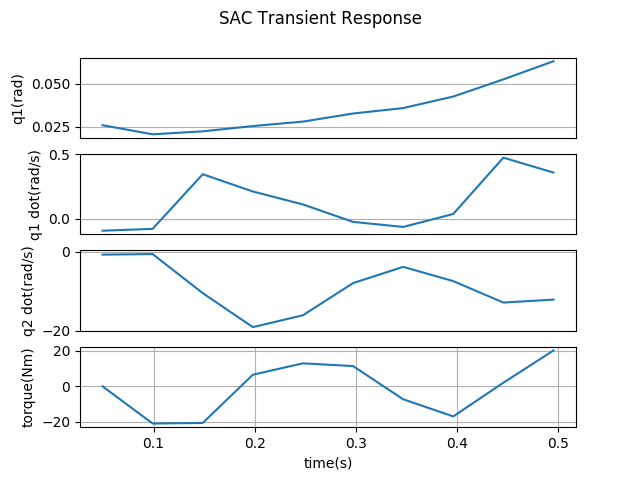 SAC Transient Response
q1(rad)
0.050
0.025
q1 dot(rad/s)
0.5
0.0
q2 dot(rad/s)
0
−20
torque(Nm)
20
0
−20
0.1 0.2 0.3 0.4 0.5
time(s)